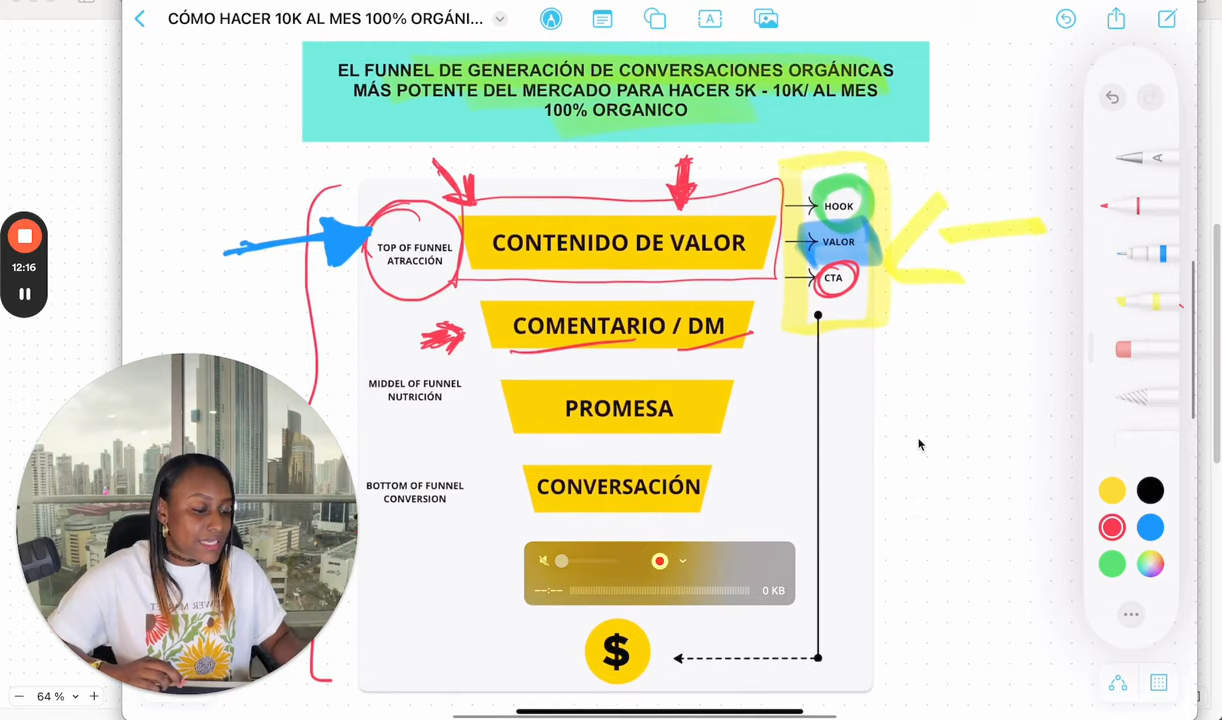 CÓMO HACER 10K AL MES 100% ORGÁNI...
A
EL FUNNEL DE GENERACIÓN DE CONVERSACIONES ORGÁNICAS
MÁS POTENTE DEL MERCADO PARA HACER 5K - 10K/ AL MES
100% ORGANICO
A
HOOK
VALOR
CTA
TOP OF FUNNEL
ATRACCIÓN
CONTENIDO DE VALOR
12:16
COMENTARIO / DM
MIDDEL OF FUNNEL
NUTRICIÓN
PROMESA
BOTTOM OF FUNNEL
CONVERSION
CONVERSACIÓN
--:--
0 KB
$
64 %